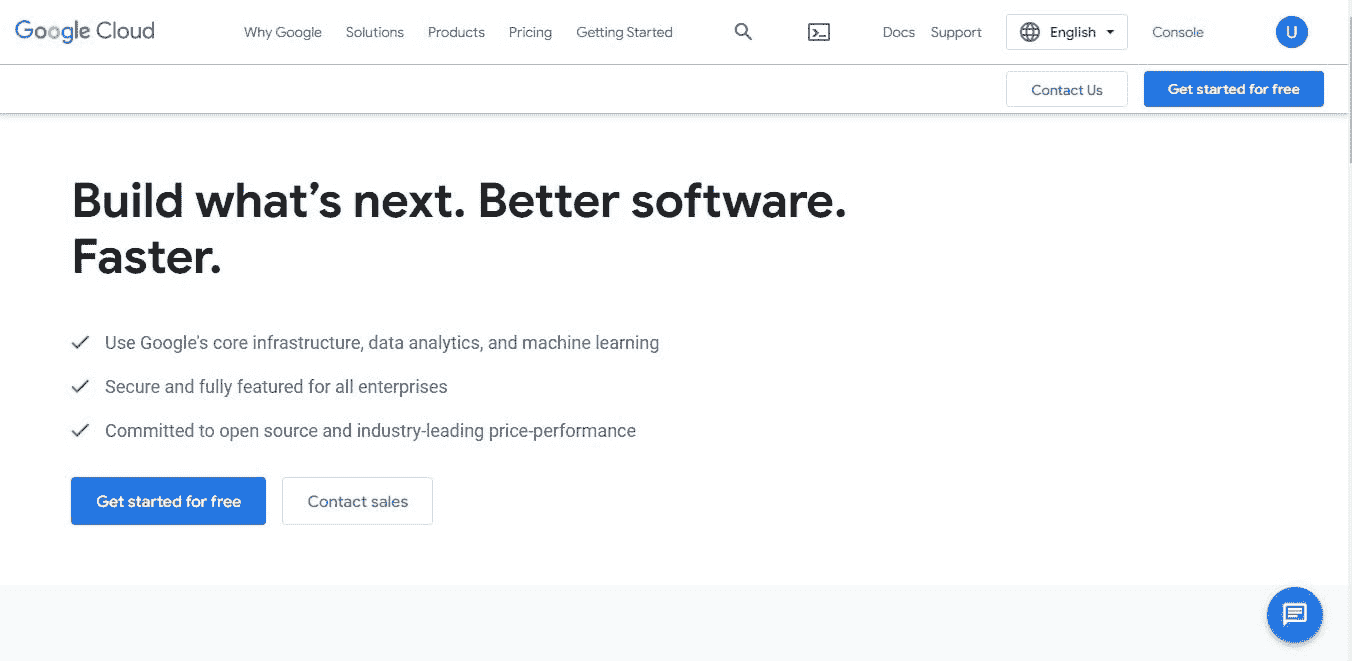 Google Cloud
Why Google Solutions Products Pricing Getting Started Docs Support English Console U
Contact Us Get started for free
Build what’s next. Better software.
Faster.
Use Google's core infrastructure, data analytics, and machine learning
Secure and fully featured for all enterprises
Committed to open source and industry-leading price-performance
Get started for free Contact sales